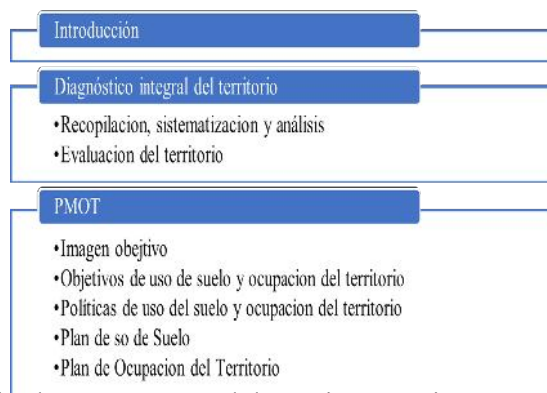 Introducción
Diagnóstico integral del territorio
•Recopilacion, sistematizacion y análisis
•Evaluacion del territorio
PMOT
•Imagen obejtivo
•Objetivos de uso de suelo y ocupacion del territorio
•Políticas de uso del suelo y ocupacion del territorio
•Plan de so de Suelo
•Plan de Ocupacion del Territorio